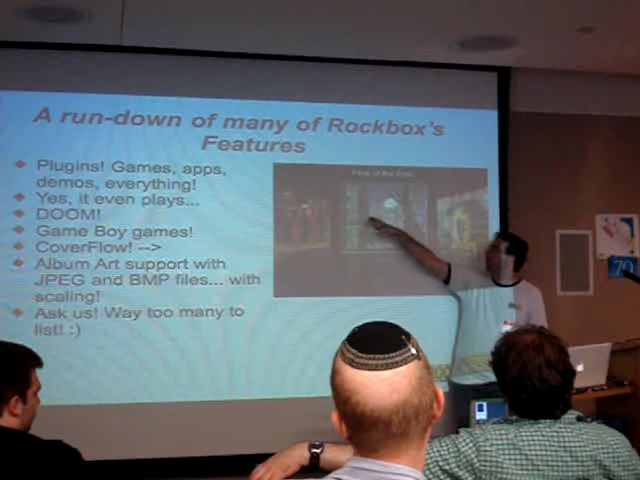 A run-down of many of Rockbox's
Features
Plugins! Games, apps,
demos, everything!
Yes, it even plays...
DOOM!
Game Boy games!
CoverFlow! -->
Album Art support with
JPEG and BMP files... with
scaling!
Ask us! Way too many to
list! :)
70